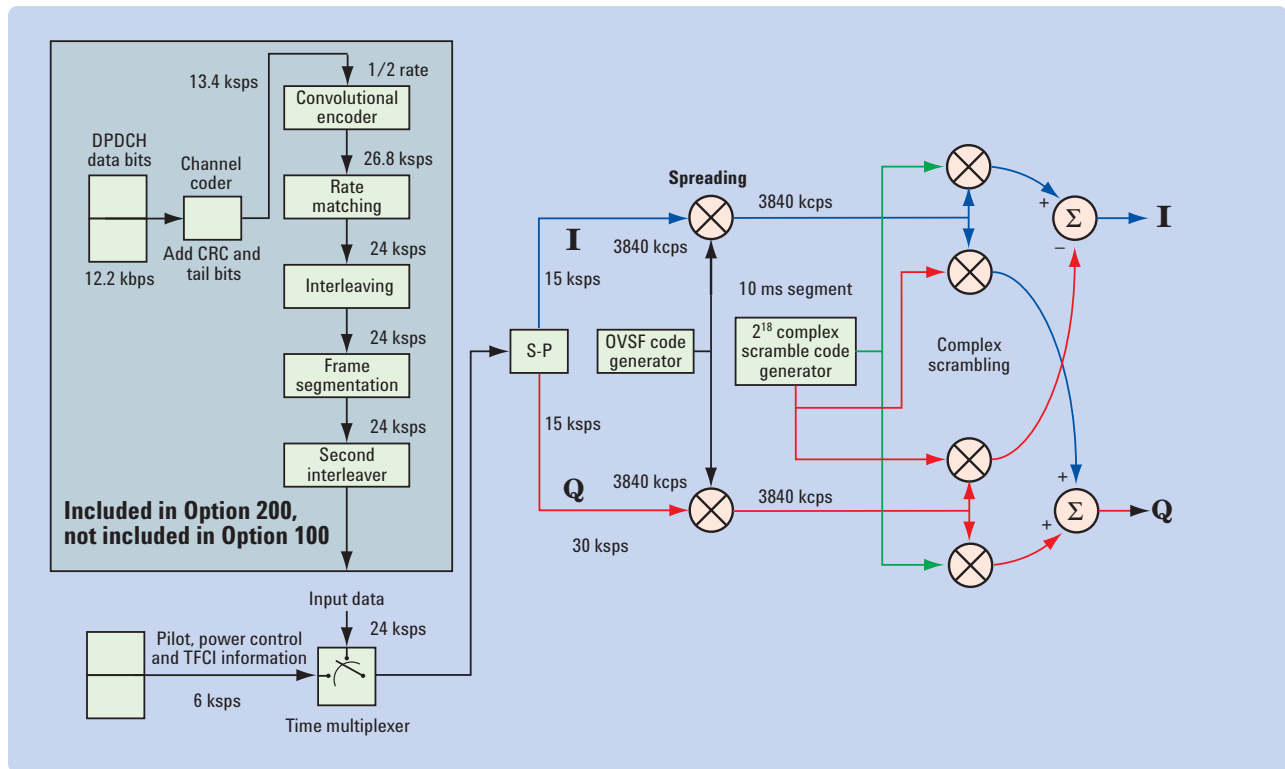 13.4 ksps
1/2 rate
Convolutional
encoder
DPDCH
data bits
Channel
coder
26.8 ksps
Rate
matching
12.2 kbps
Add CRC and
tail bits
24 ksps
Interleaving
24 ksps
Frame
segmentation
24 ksps
Second
interleaver
Included in Option 200,
not included in Option 100
Input data
24 ksps
Pilot, power control
and TFCI information
6 ksps
Time multiplexer
S-P
I
15 ksps
15 ksps
Q
Spreading
3840 kcps
3840 kcps
OVSF code
generator
3840 kcps
3840 kcps
30 ksps
10 ms segment
2¹⁸ complex
scramble code
generator
Complex
scrambling
+
Σ
–
I
+
Σ
+
Q